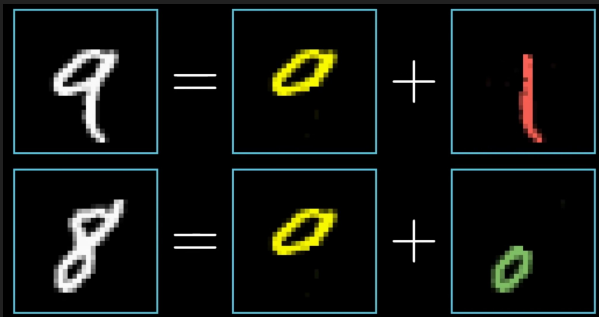 9 = 0 + 1
8 = 0 + 0